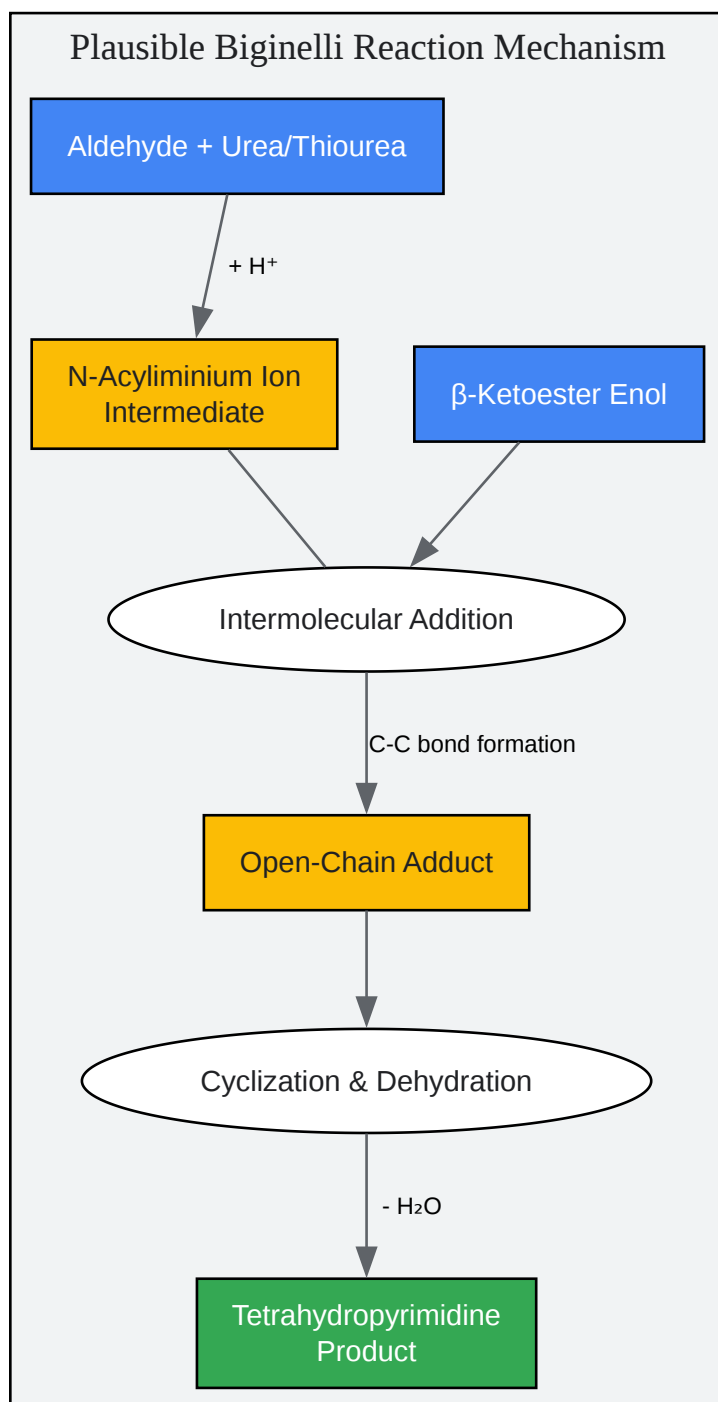 Plausible Biginelli Reaction Mechanism
Aldehyde + Urea/Thiourea
+ H⁺
N-Acyliminium Ion
Intermediate
β-Ketoester Enol
Intermolecular Addition
C-C bond formation
Open-Chain Adduct
Cyclization & Dehydration
- H₂O
Tetrahydropyrimidine
Product